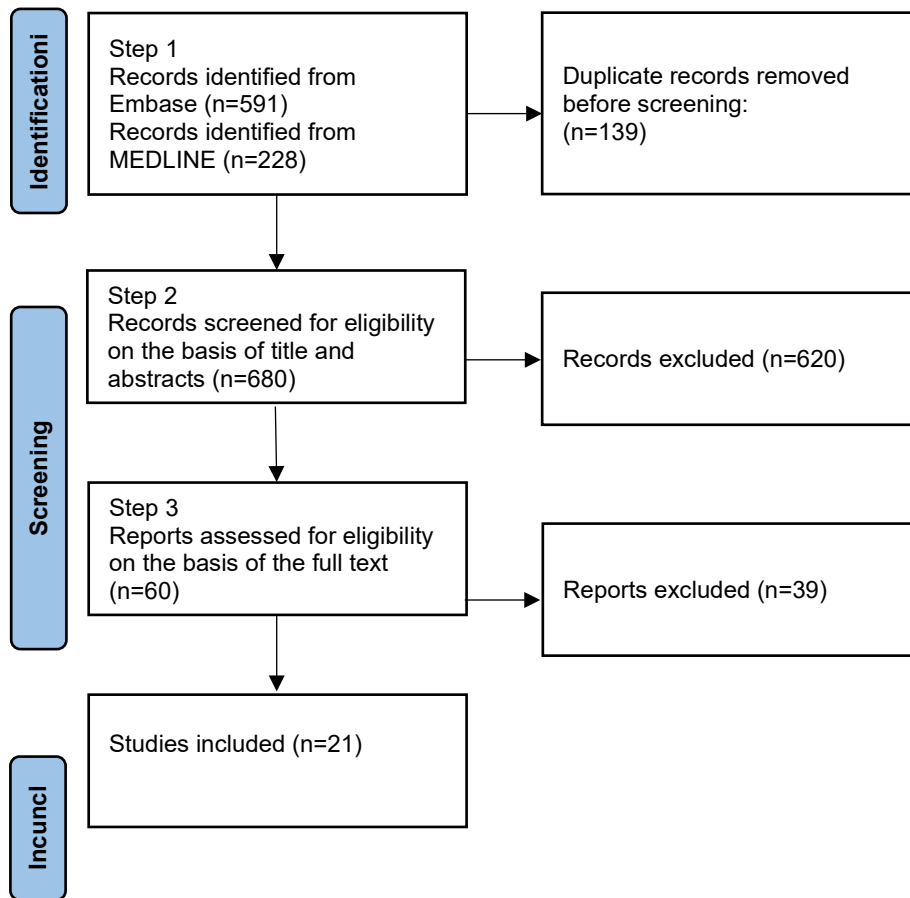 Identificationi
Step 1
Records identified from
Embase (n=591)
Records identified from
MEDLINE (n=228)
Duplicate records removed
before screening:
(n=139)
Screening
Step 2
Records screened for eligibility
on the basis of title and
abstracts (n=680)
Records excluded (n=620)
Step 3
Reports assessed for eligibility
on the basis of the full text
(n=60)
Reports excluded (n=39)
Incuncl
Studies included (n=21)